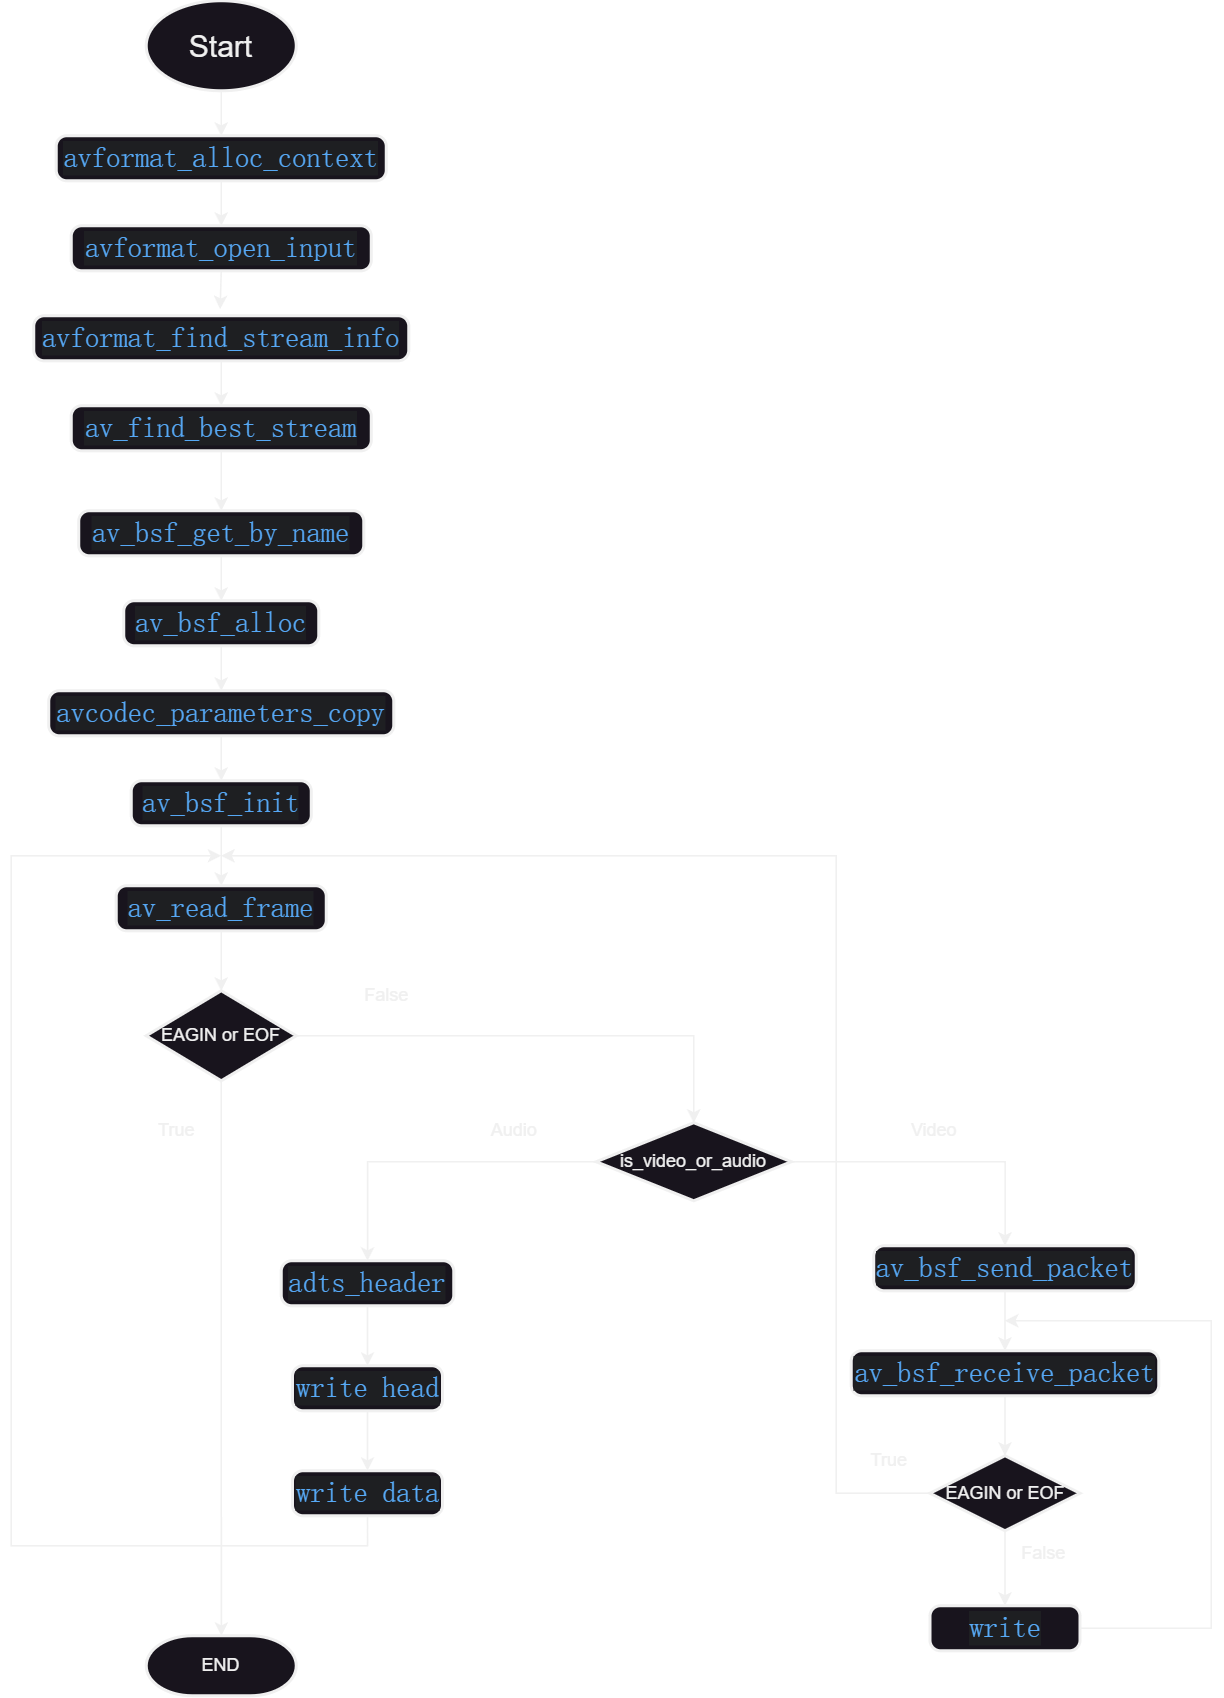 Start
avformat_alloc_context
avformat_open_input
avformat_find_stream_info
av_find_best_stream
av_bsf_get_by_name
av_bsf_alloc
avcodec_parameters_copy
av_bsf_init
av_read_frame
False
EAGIN or EOF
True
Audio
Video
is_video_or_audio
av_bsf_send_packet
adts_header
av_bsf_receive_packet
write head
True
write data
EAGIN or EOF
False
write
END